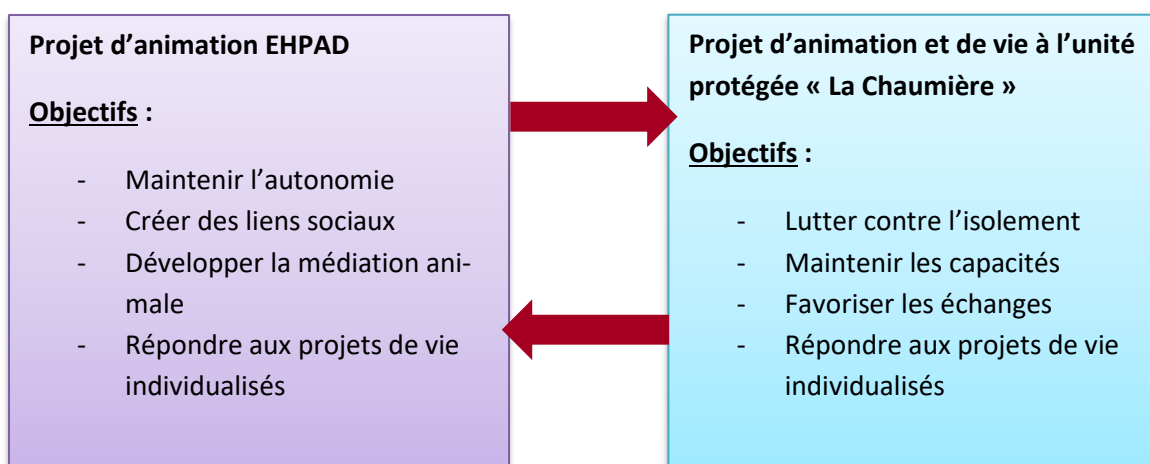 Projet d’animation EHPAD
Objectifs :
- Maintenir l’autonomie
- Créer des liens sociaux
- Développer la médiation ani-
male
- Répondre aux projets de vie
individualisés
Projet d’animation et de vie à l’unité
protégée « La Chaumière »
Objectifs :
- Lutter contre l’isolement
- Maintenir les capacités
- Favoriser les échanges
- Répondre aux projets de vie
individualisés